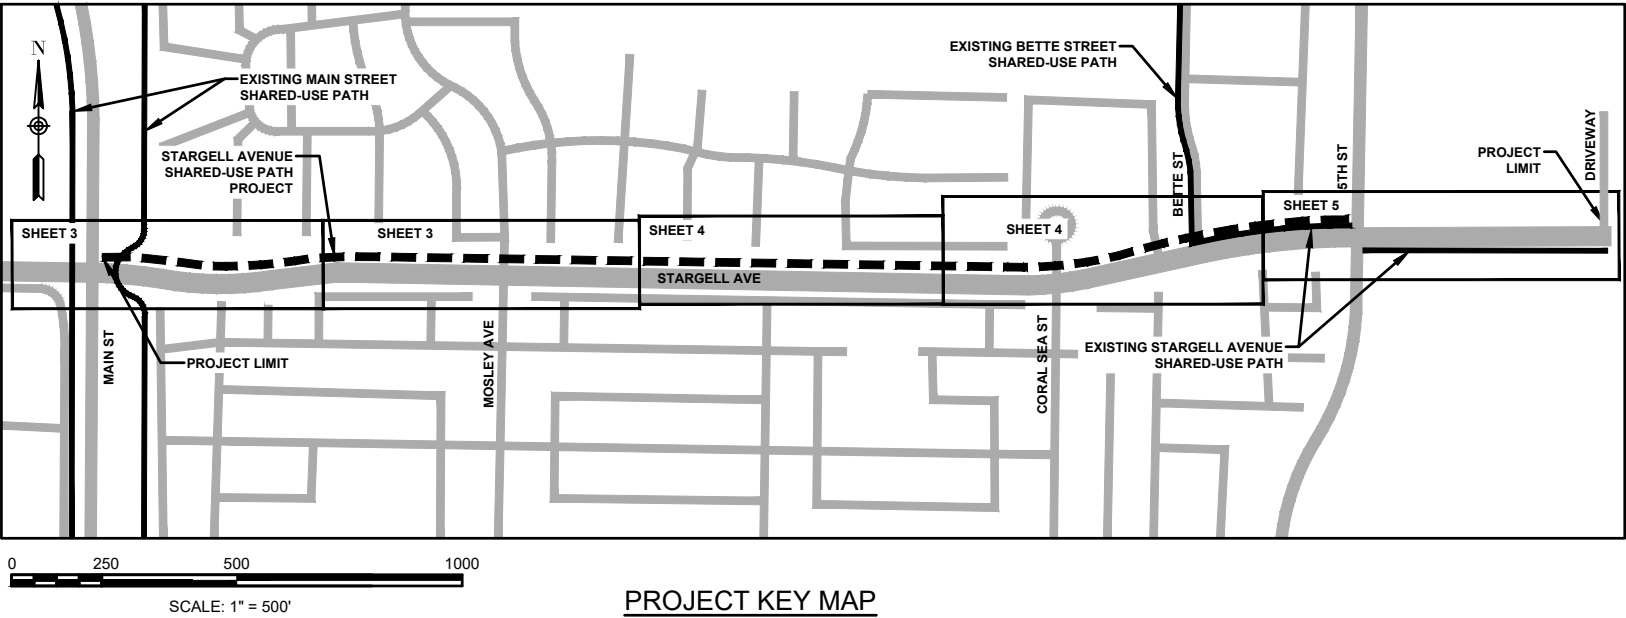 N
EXISTING MAIN STREET
SHARED-USE PATH
EXISTING BETTE STREET
SHARED-USE PATH
STARGELL AVENUE
SHARED-USE PATH
PROJECT
BETTE ST
5TH ST
PROJECT
LIMIT
DRIVEWAY
SHEET 3
SHEET 3
SHEET 4
SHEET 4
SHEET 5
STARGELL AVE
MAIN ST
PROJECT LIMIT
MOSLEY AVE
CORAL SEA ST
EXISTING STARGELL AVENUE
SHARED-USE PATH
0 250 500 1000
SCALE: 1" = 500'
PROJECT KEY MAP